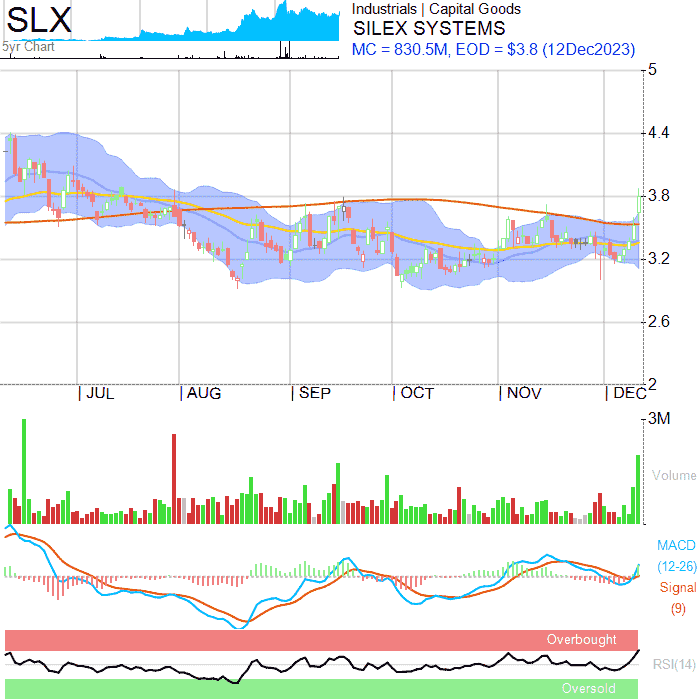 SLX
5yr Chart
Industrials | Capital Goods
SILEX SYSTEMS
MC = 830.5M, EOD = $3.8 (12Dec2023)
5
4.4
3.8
3.2
2.6
2
| JUL | AUG | SEP | OCT | NOV | DEC
3M
Volume
MACD
(12-26)
Signal
(9)
Overbought
RSI(14)
Oversold